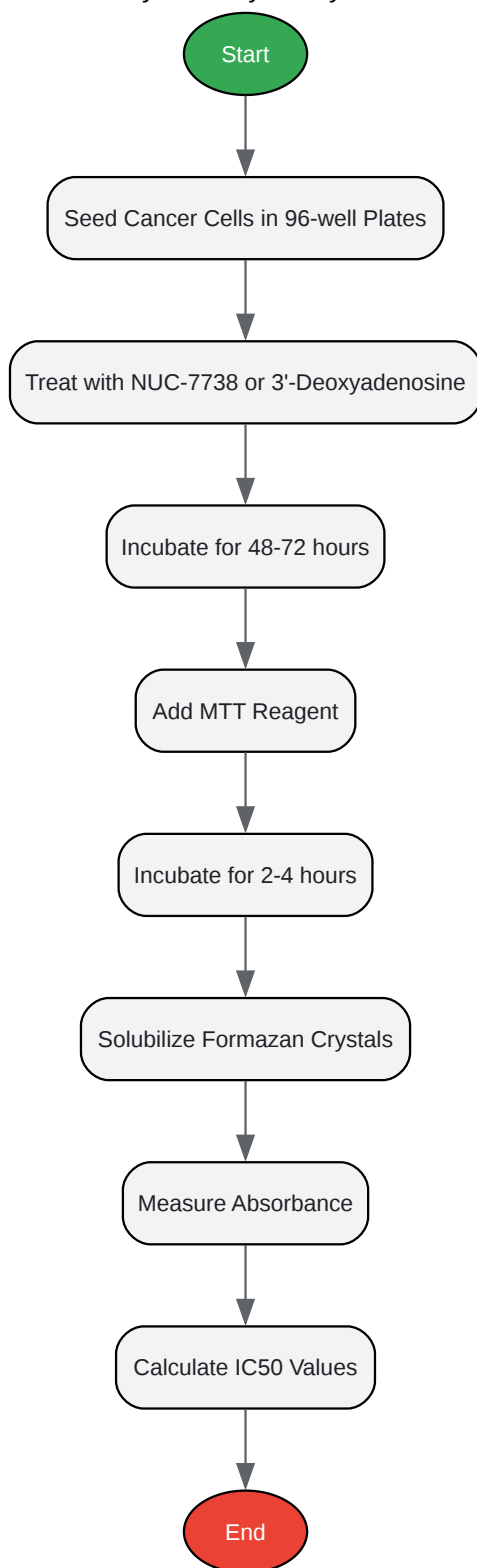 Start
Seed Cancer Cells in 96-well Plates
Treat with NUC-7738 or 3'-Deoxyadenosine
Incubate for 48-72 hours
Add MTT Reagent
Incubate for 2-4 hours
Solubilize Formazan Crystals
Measure Absorbance
Calculate IC50 Values
End